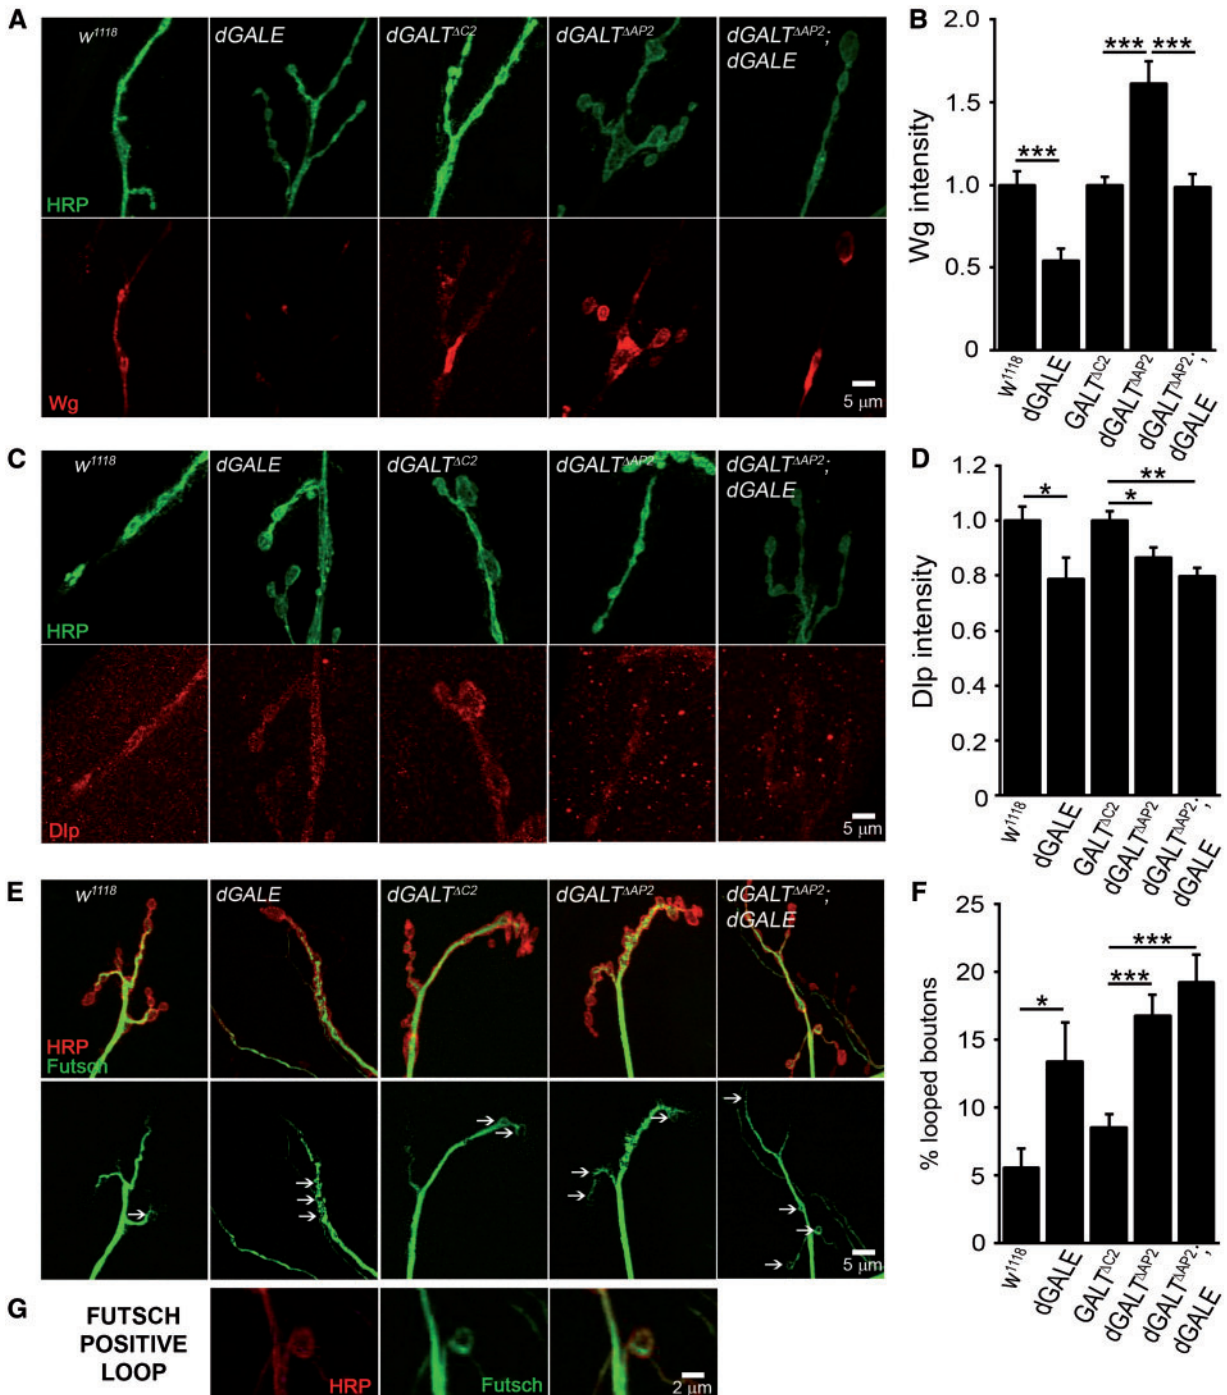 A
w1118
dGALE
dGALTΔC2
dGALTΔAP2
dGALTΔAP2;
dGALE
HRP
Wg
5 μm
B
Wg intensity
2.0
1.5
1.0
0.5
0
***
*** ***
w1118
dGALE
GALTΔC2
dGALTΔAP2
dGALTΔAP2;
dGALE
C
w1118
dGALE
dGALTΔC2
dGALTΔAP2
dGALTΔAP2;
dGALE
HRP
Dlp
5 μm
D
Dlp intensity
1.2
1.0
0.8
0.6
0.4
0.2
0
*
*
**
w1118
dGALE
GALTΔC2
dGALTΔAP2
dGALTΔAP2;
dGALE
E
w1118
dGALE
dGALTΔC2
dGALTΔAP2
dGALTΔAP2;
dGALE
HRP
Futsch
5 μm
F
% looped boutons
25
20
15
10
5
0
*
***
***
w1118
dGALE
GALTΔC2
dGALTΔAP2
dGALTΔAP2;
dGALE
G
FUTSCH
POSITIVE
LOOP
HRP
Futsch
2 μm